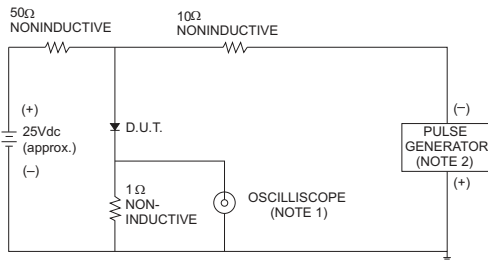 50Ω
NONINDUCTIVE
10Ω
NONINDUCTIVE
(+)
25Vdc
(approx.)
(–)
D.U.T.
1Ω
NON-
INDUCTIVE
OSCILLISCOPE
(NOTE 1)
(–)
PULSE
GENERATOR
(NOTE 2)
(+)